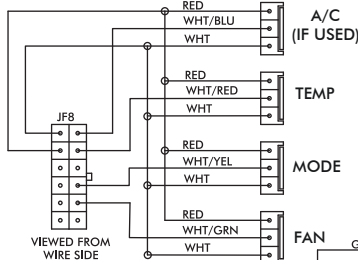 RED
WHT/BLU
WHT
A/C
(IF USED)
RED
WHT/RED
WHT
TEMP
JF8
RED
WHT/YEL
WHT
MODE
RED
WHT/GRN
WHT
FAN
VIEWED FROM
WIRE SIDE
G